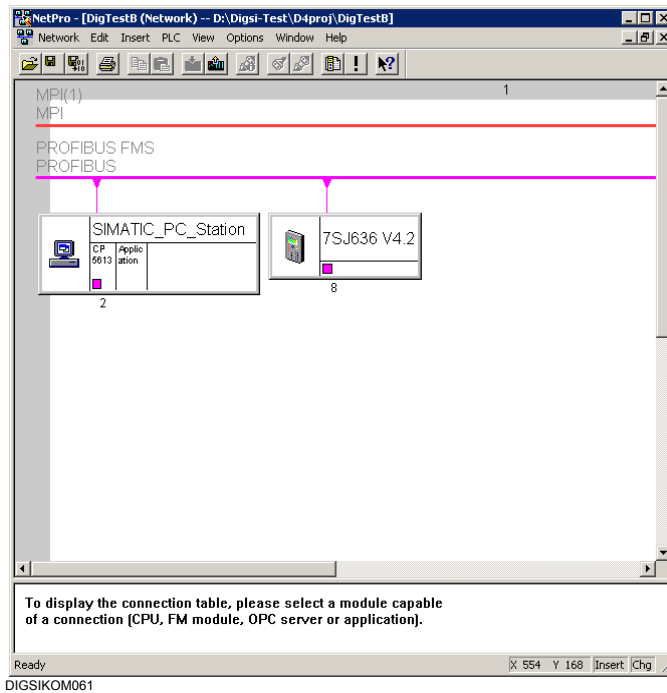 NetPro - [DigTestB (Network) -- D:\Digsi-Test\D4proj\DigTestB]
Network Edit Insert PLC View Options Window Help
1
MPI(1)
MPI
PROFIBUS FMS
PROFIBUS
SIMATIC_PC_Station
CP
5613
Applic
ation
2
7SJ636 V4.2
8
To display the connection table, please select a module capable
of a connection (CPU, FM module, OPC server or application).
Ready
X 554 Y 168 Insert Chg
DIGSIKOM061